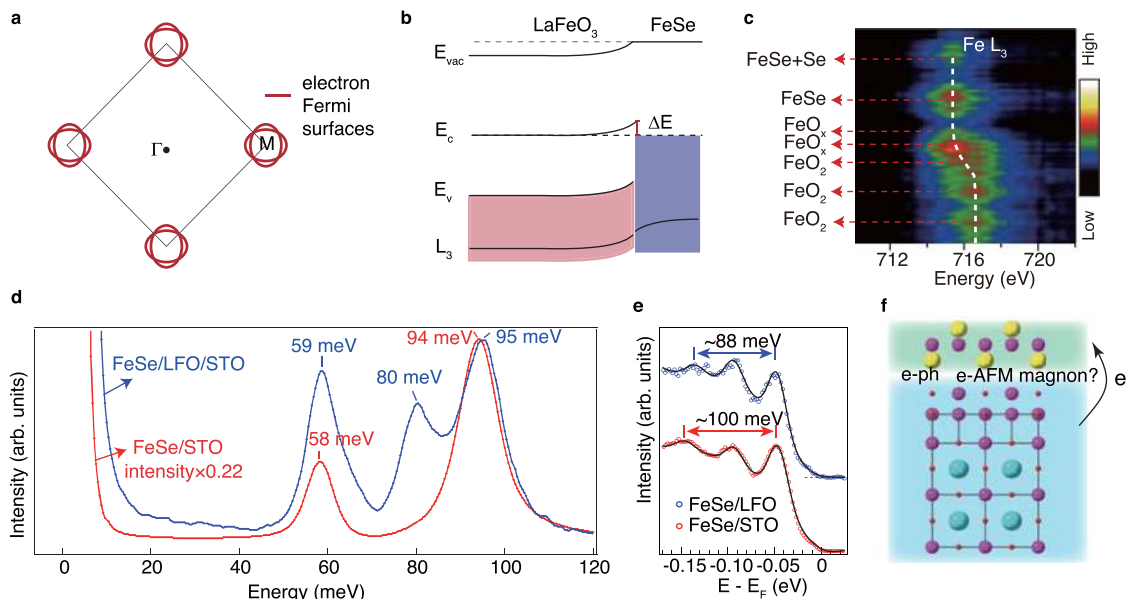 a
Γ
M
electron
Fermi
surfaces
b
LaFeO₃
FeSe
E_vac
E_c
ΔE
E_v
L₃
c
Fe L₃
FeSe+Se
FeSe
FeOₓ
FeOₓ
FeO₂
FeO₂
FeO₂
712
716
720
Energy (eV)
High
Low
d
Intensity (arb. units)
FeSe/LFO/STO
FeSe/STO
intensity×0.22
59 meV
58 meV
80 meV
94 meV
95 meV
0
20
40
60
80
100
120
Energy (meV)
e
Intensity (arb. units)
~88 meV
~100 meV
FeSe/LFO
FeSe/STO
-0.15
-0.10
-0.05
0
E - E_F (eV)
f
e-ph
e-AFM magnon?
e